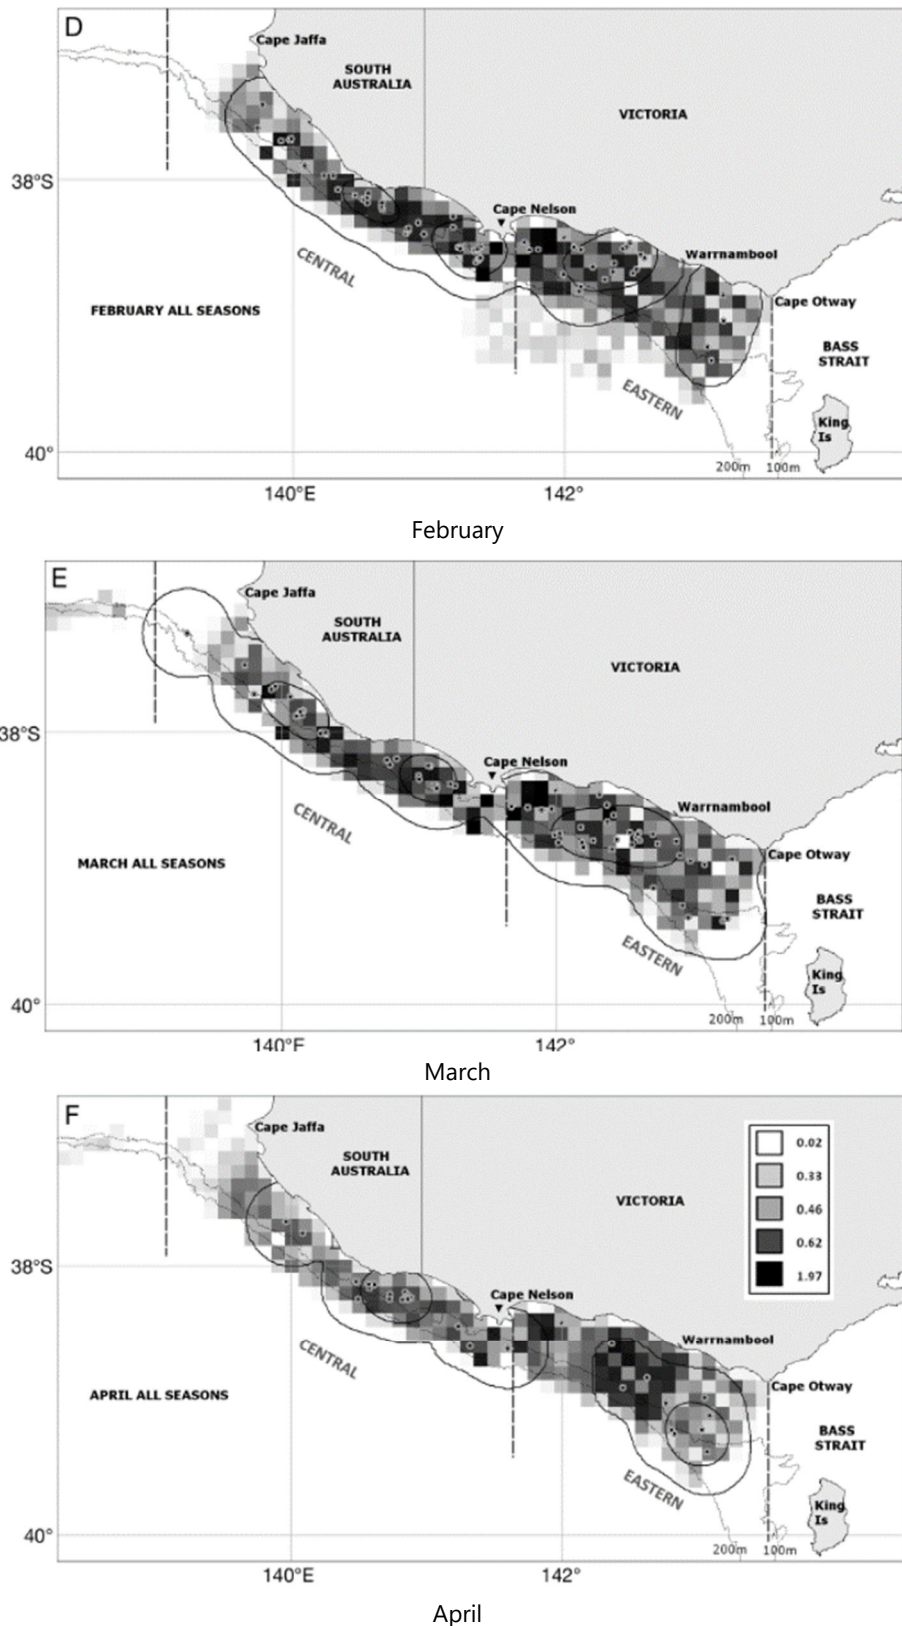 D
Cape Jaffa
SOUTH
AUSTRALIA
VICTORIA
38°S
Cape Nelson
CENTRAL
Warrnambool
FEBRUARY ALL SEASONS
Cape Otway
BASS
STRAIT
EASTERN
King
Is
40°
200m 100m
140°E 142°
February
E
Cape Jaffa
SOUTH
AUSTRALIA
VICTORIA
38°S
Cape Nelson
CENTRAL
Warrnambool
MARCH ALL SEASONS
Cape Otway
BASS
STRAIT
EASTERN
King
Is
40°
200m 100m
140°E 142°
March
F
Cape Jaffa
0.02
SOUTH
AUSTRALIA
0.33
VICTORIA
0.46
0.62
38°S
1.97
Cape Nelson
CENTRAL
Warrnambool
APRIL ALL SEASONS
Cape Otway
BASS
STRAIT
EASTERN
King
Is
40°
200m 100m
140°E 142°
April